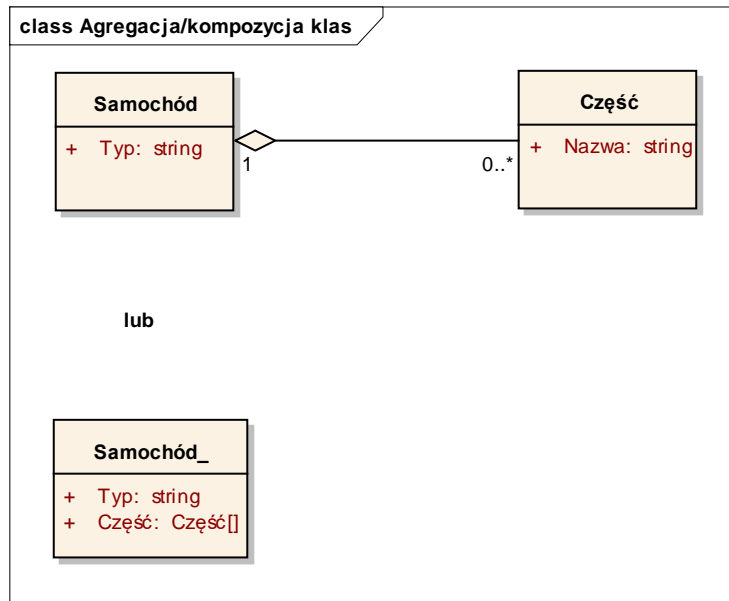 class Agregacja/kompozycja klas
Samochód
+ Typ: string
1
0..*
Część
+ Nazwa: string
lub
Samochód_
+ Typ: string
+ Część: Część[]